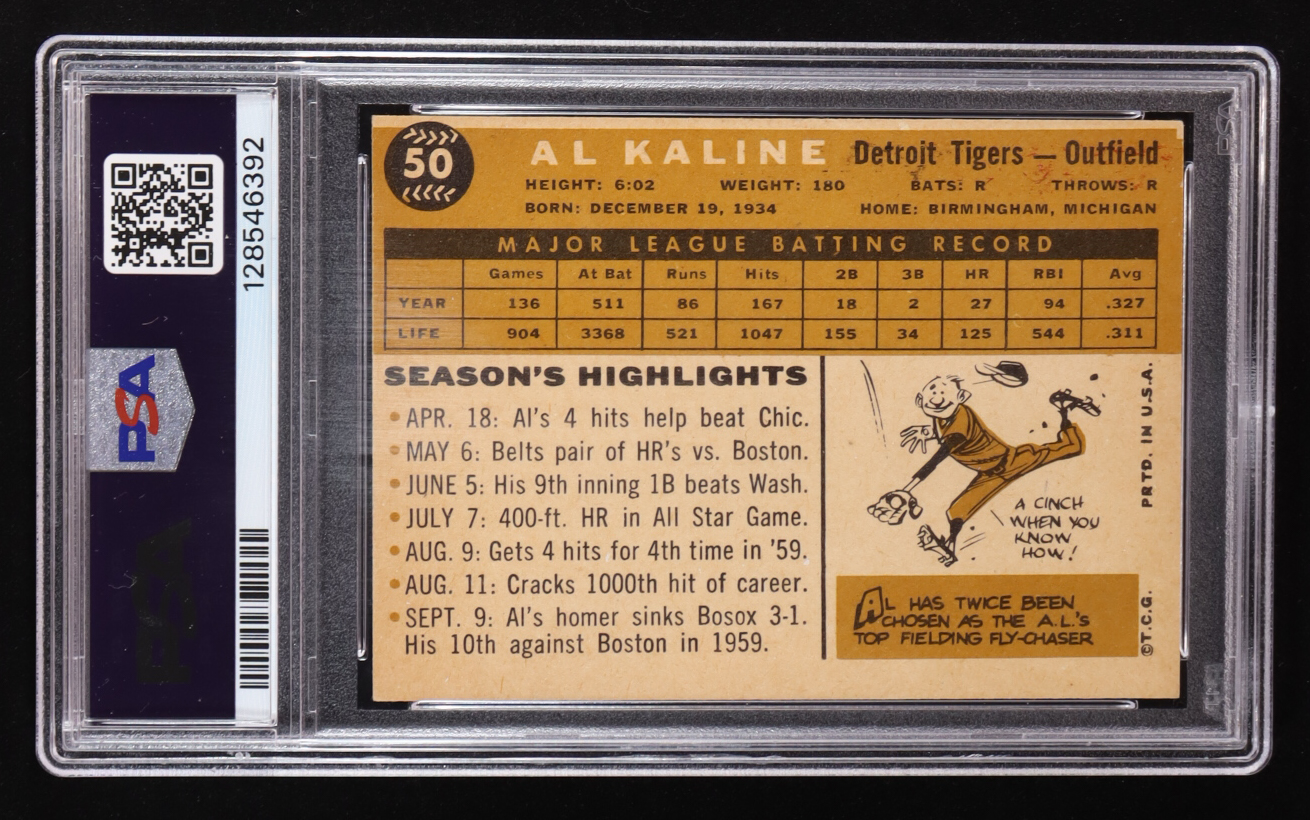 128546392
PSA
PSA
50
AL KALINE Detroit Tigers — Outfield
HEIGHT: 6:02 WEIGHT: 180 BATS: R THROWS: R
BORN: DECEMBER 19, 1934 HOME: BIRMINGHAM, MICHIGAN
MAJOR LEAGUE BATTING RECORD
Games At Bat Runs Hits 2B 3B HR RBI Avg
YEAR 136 511 86 167 18 2 27 94 .327
LIFE 904 3368 521 1047 155 34 125 544 .311
SEASON'S HIGHLIGHTS
• APR. 18: Al's 4 hits help beat Chic.
• MAY 6: Belts pair of HR's vs. Boston.
• JUNE 5: His 9th inning 1B beats Wash.
• JULY 7: 400-ft. HR in All Star Game.
• AUG. 9: Gets 4 hits for 4th time in '59.
• AUG. 11: Cracks 1000th hit of career.
• SEPT. 9: Al's homer sinks Bosox 3-1.
His 10th against Boston in 1959.
A CINCH
WHEN YOU
KNOW
HOW!
AL HAS TWICE BEEN
CHOSEN AS THE A.L.'S
TOP FIELDING FLY-CHASER
PRTD. IN U.S.A.
©T.C.G.
PSA